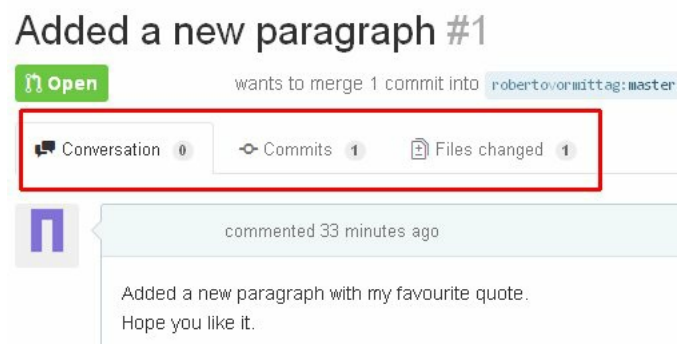 Added a new paragraph #1
Open wants to merge 1 commit into robertovormittag:master
Conversation 0 Commits 1 Files changed 1
commented 33 minutes ago
Added a new paragraph with my favourite quote.
Hope you like it.